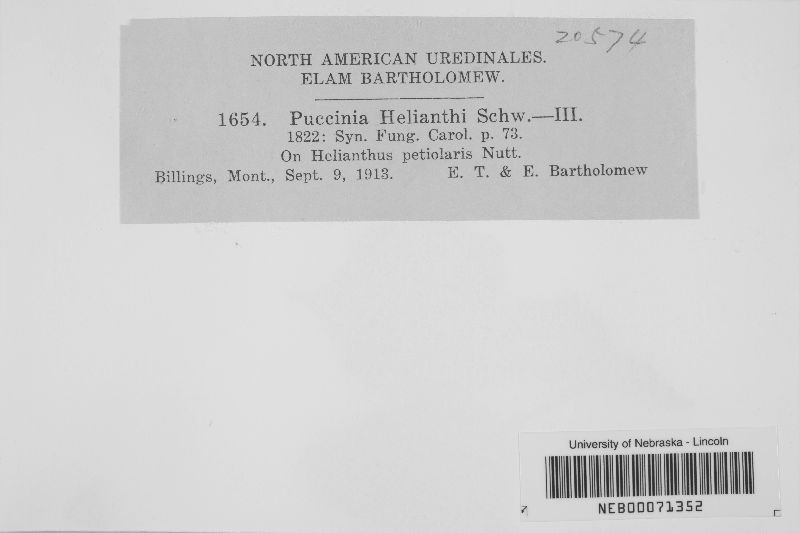 20574
NORTH AMERICAN UREDINALES.
ELAM BARTHOLOMEW.
1654. Puccinia Helianthi Schw.—III.
1822: Syn. Fung. Carol. p. 73.
On Helianthus petiolaris Nutt.
Billings, Mont., Sept. 9, 1913. E. T. & E. Bartholomew
University of Nebraska - Lincoln
NEB00071352